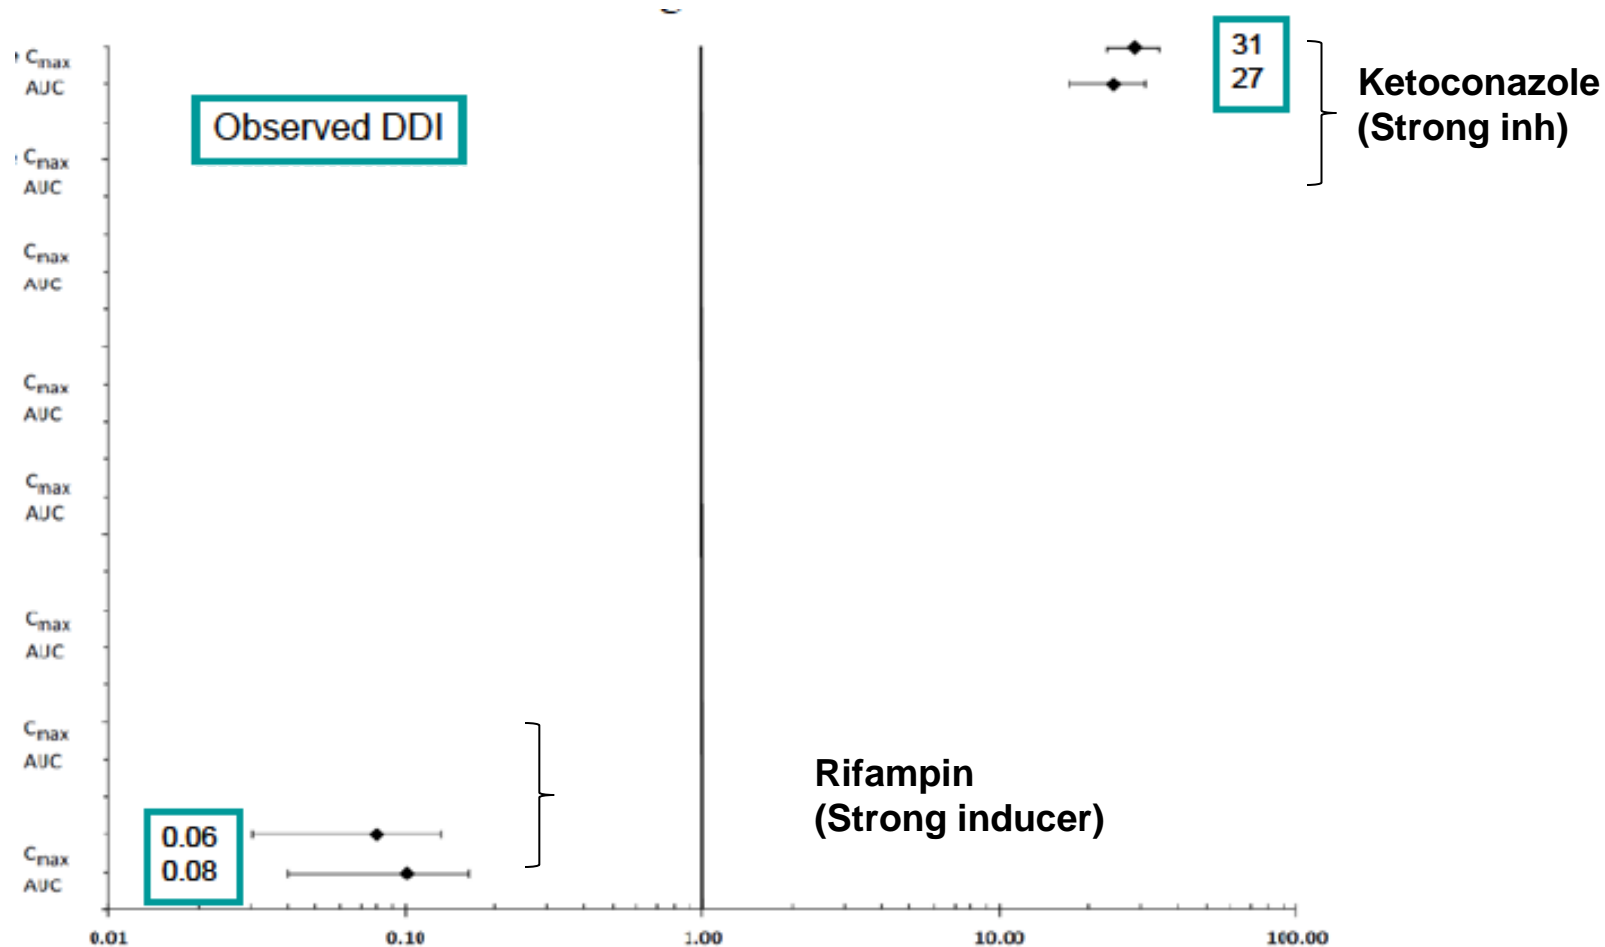 Cmax
AUC
31
27
Ketoconazole
(Strong inh)
Observed DDI
Cmax
AUC
Cmax
AUC
Cmax
AUC
Cmax
AUC
Cmax
AUC
Cmax
AUC
Rifampin
(Strong inducer)
0.06
0.08
Cmax
AUC
0.01
0.10
1.00
10.00
100.00